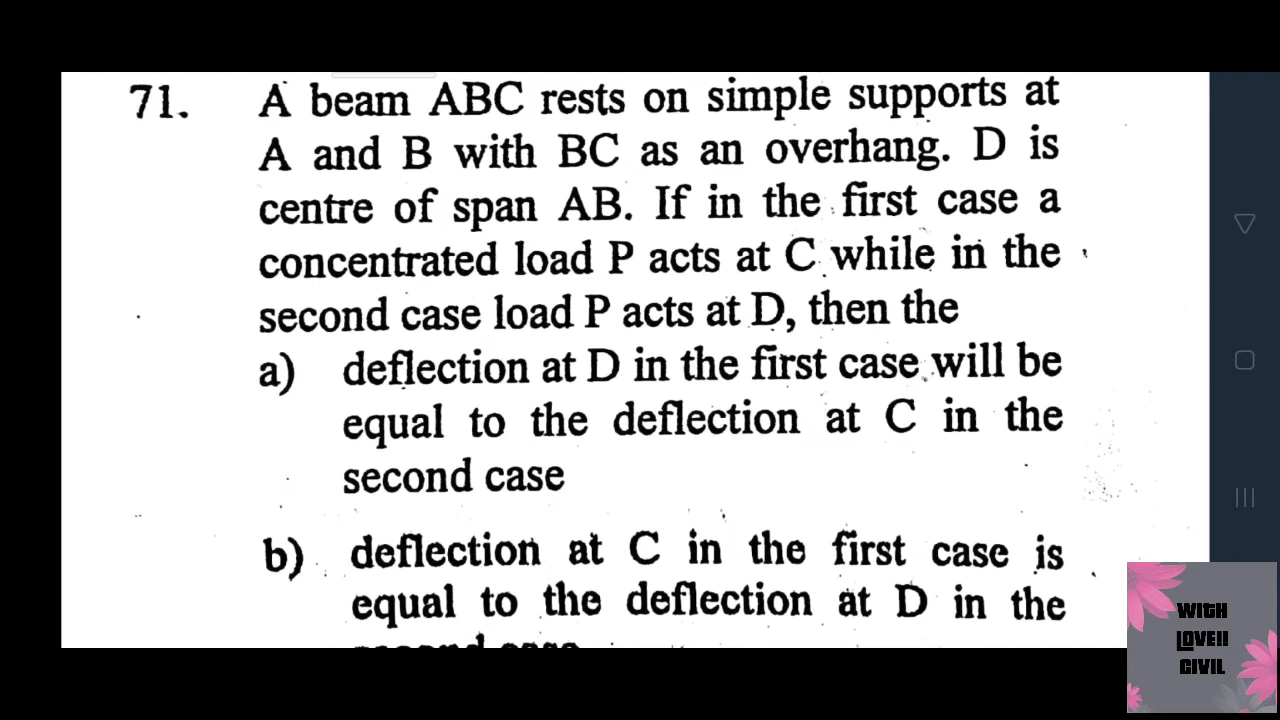 71. A beam ABC rests on simple supports at
A and B with BC as an overhang. D is
centre of span AB. If in the first case a
concentrated load P acts at C while in the
second case load P acts at D, then the
a) deflection at D in the first case will be
equal to the deflection at C in the
second case
b) deflection at C in the first case is
equal to the deflection at D in the
second case
WITH
LOVEII
CIVIL